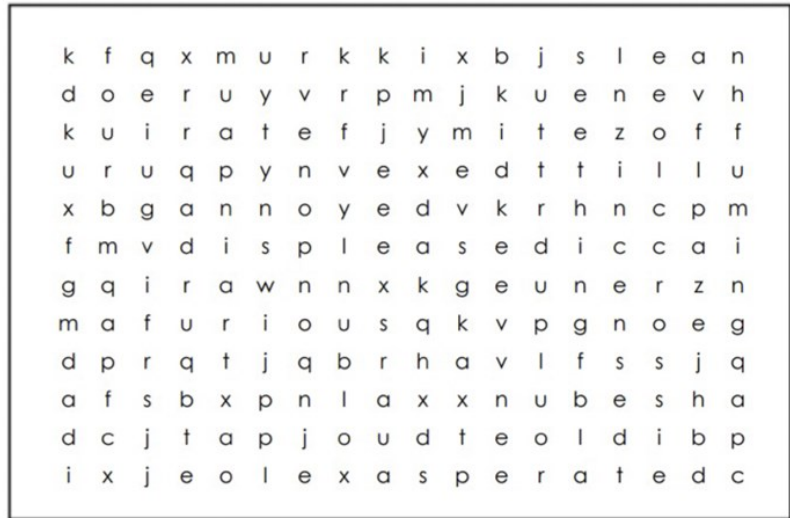 k f q x m u r k k i x b j s l e a n
d o e r u y v r p m j k u e n e v h
k u i r a t e f j y m i t e z o f f
u r u q p y n v e x e d t t i l l u
x b g a n n o y e d v k r h n c p m
f m v d i s p l e a s e d i c c a i
g q i r a w n n x k g e u n e r z n
m a f u r i o u s q k v p g n o e g
d p r q t j q b r h a v l f s s j q
a f s b x p n l a x x n u b e s h a
d c j t a p j o u d t e o l d i b p
i x j e o l e x a s p e r a t e d c